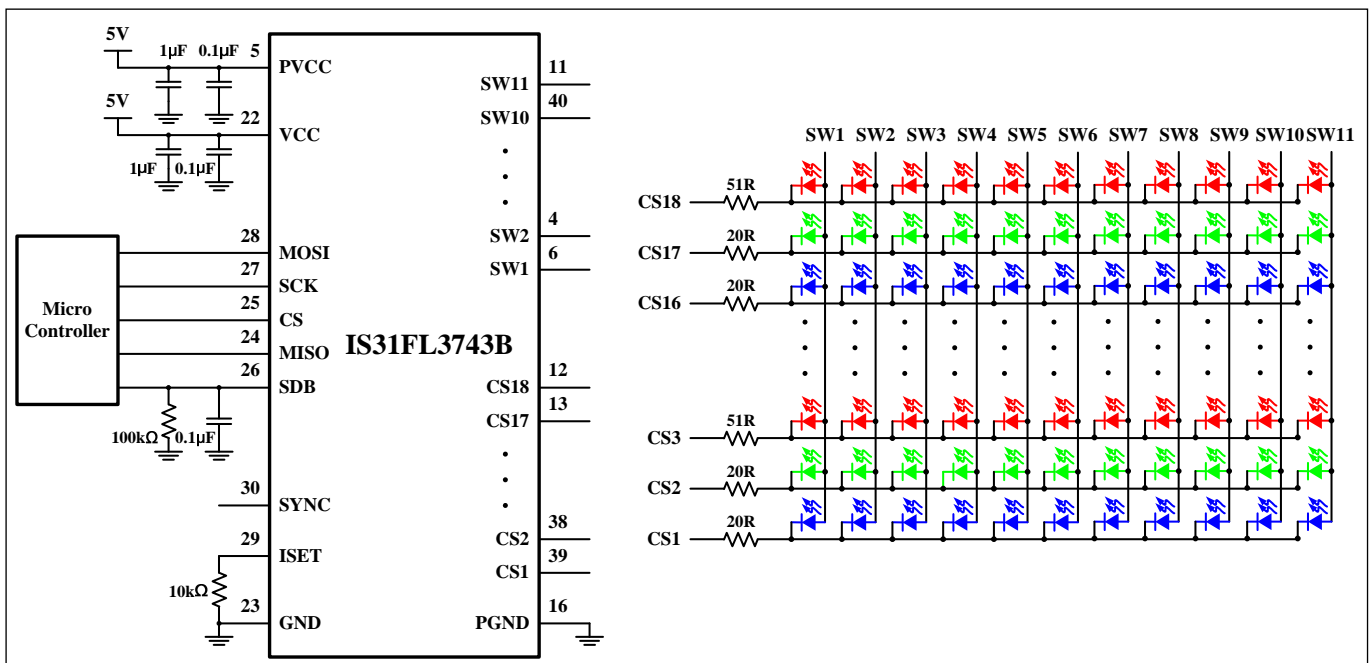 5V
1µF 0.1µF 5
PVCC
5V
22
VCC
1µF 0.1µF
28
MOSI
27
SCK
25
CS
24
MISO
26
SDB
Micro
Controller
100kΩ 0.1µF
30
SYNC
29
ISET
10kΩ
23
GND
IS31FL3743B
11
SW11
40
SW10
4
SW2
6
SW1
12
CS18
13
CS17
38
CS2
39
CS1
16
PGND
SW1 SW2 SW3 SW4 SW5 SW6 SW7 SW8 SW9 SW10 SW11
51R
CS18
20R
CS17
20R
CS16
51R
CS3
20R
CS2
20R
CS1